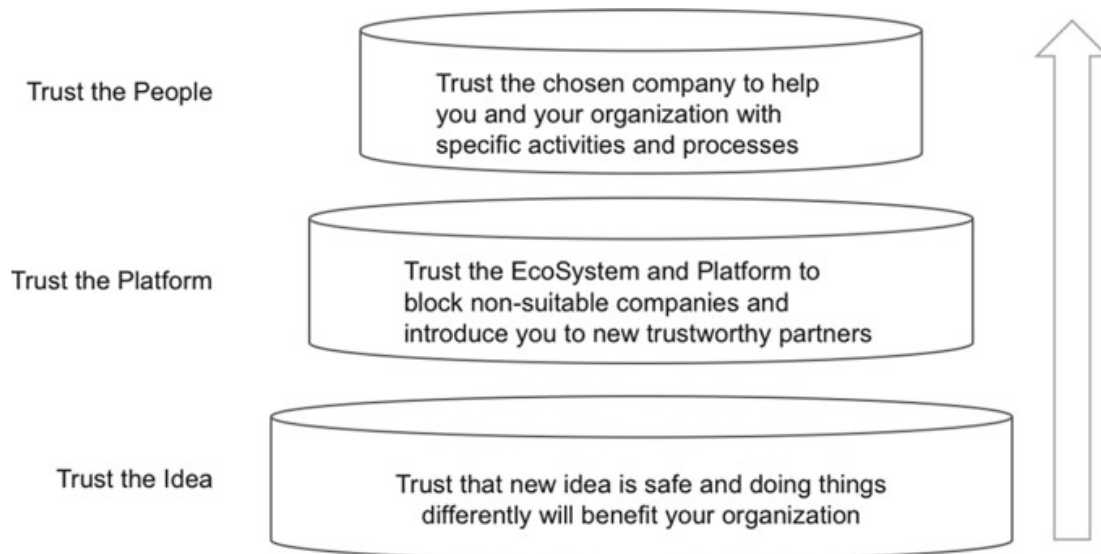 Trust the People
Trust the chosen company to help
you and your organization with
specific activities and processes
Trust the Platform
Trust the EcoSystem and Platform to
block non-suitable companies and
introduce you to new trustworthy partners
Trust the Idea
Trust that new idea is safe and doing things
differently will benefit your organization